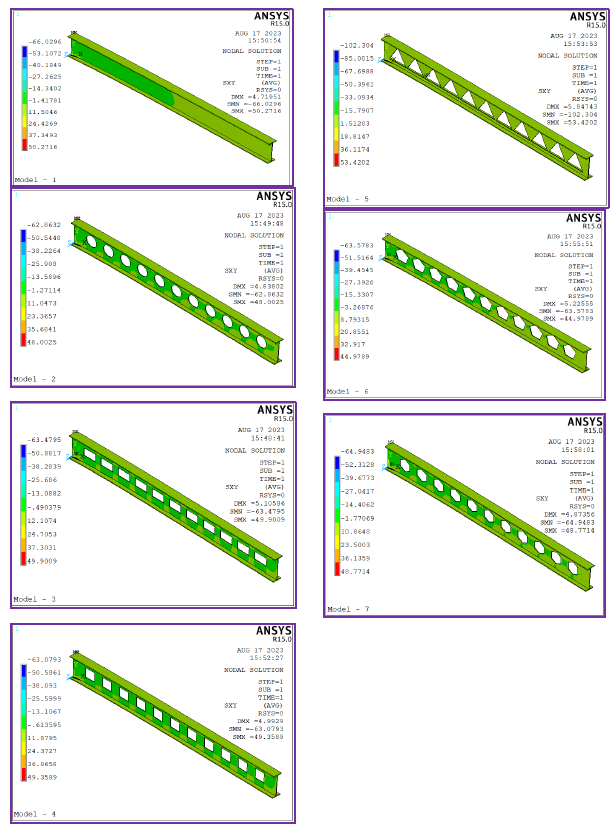 1
ANSYS
R15.0
AUG 17 2023
15:50:54
NODAL SOLUTION
STEP=1
SUB =1
TIME=1
SXY (AVG)
RSYS=0
DMX =4.71951
SMN =-66.0296
SMX =50.2716
-66.0296
-53.1072
-40.1849
-27.2625
-14.3402
-1.41781
11.5046
24.4269
37.3493
50.2716
Model - 1
ANSYS
R15.0
AUG 17 2023
15:49:48
NODAL SOLUTION
STEP=1
SUB =1
TIME=1
SXY (AVG)
RSYS=0
DMX =4.83802
SMN =-62.8632
SMX =48.0025
-62.8632
-50.5448
-38.2264
-25.908
-13.5896
-1.27114
11.0473
23.3657
35.6841
48.0025
Model - 2
ANSYS
R15.0
AUG 17 2023
15:48:41
NODAL SOLUTION
STEP=1
SUB =1
TIME=1
SXY (AVG)
RSYS=0
DMX =5.10586
SMN =-63.4795
SMX =49.9009
-63.4795
-50.8817
-38.2839
-25.686
-13.0882
-.490379
12.1074
24.7053
37.3031
49.9009
Model - 3
ANSYS
R15.0
AUG 17 2023
15:52:27
NODAL SOLUTION
STEP=1
SUB =1
TIME=1
SXY (AVG)
RSYS=0
DMX =4.9929
SMN =-63.0793
SMX =49.3589
-63.0793
-50.5861
-38.093
-25.5999
-13.1067
-.613595
11.8795
24.3727
36.8658
49.3589
Model - 4
ANSYS
R15.0
AUG 17 2023
15:53:53
NODAL SOLUTION
STEP=1
SUB =1
TIME=1
SXY (AVG)
RSYS=0
DMX =5.84743
SMN =-102.304
SMX =53.4202
-102.304
-85.0015
-67.6988
-50.3961
-33.0934
-15.7907
1.51203
18.8147
36.1174
53.4202
Model - 5
ANSYS
R15.0
AUG 17 2023
15:55:51
NODAL SOLUTION
STEP=1
SUB =1
TIME=1
SXY (AVG)
RSYS=0
DMX =5.22555
SMN =-63.5783
SMX =44.9789
-63.5783
-51.5164
-39.4545
-27.3926
-15.3307
-3.26876
8.79315
20.8551
32.917
44.9789
Model - 6
ANSYS
R15.0
AUG 17 2023
15:58:01
NODAL SOLUTION
STEP=1
SUB =1
TIME=1
SXY (AVG)
RSYS=0
DMX =4.87356
SMN =-64.9483
SMX =48.7714
-64.9483
-52.3128
-39.6773
-27.0417
-14.4062
-1.77069
10.8648
23.5003
36.1359
48.7714
Model - 7